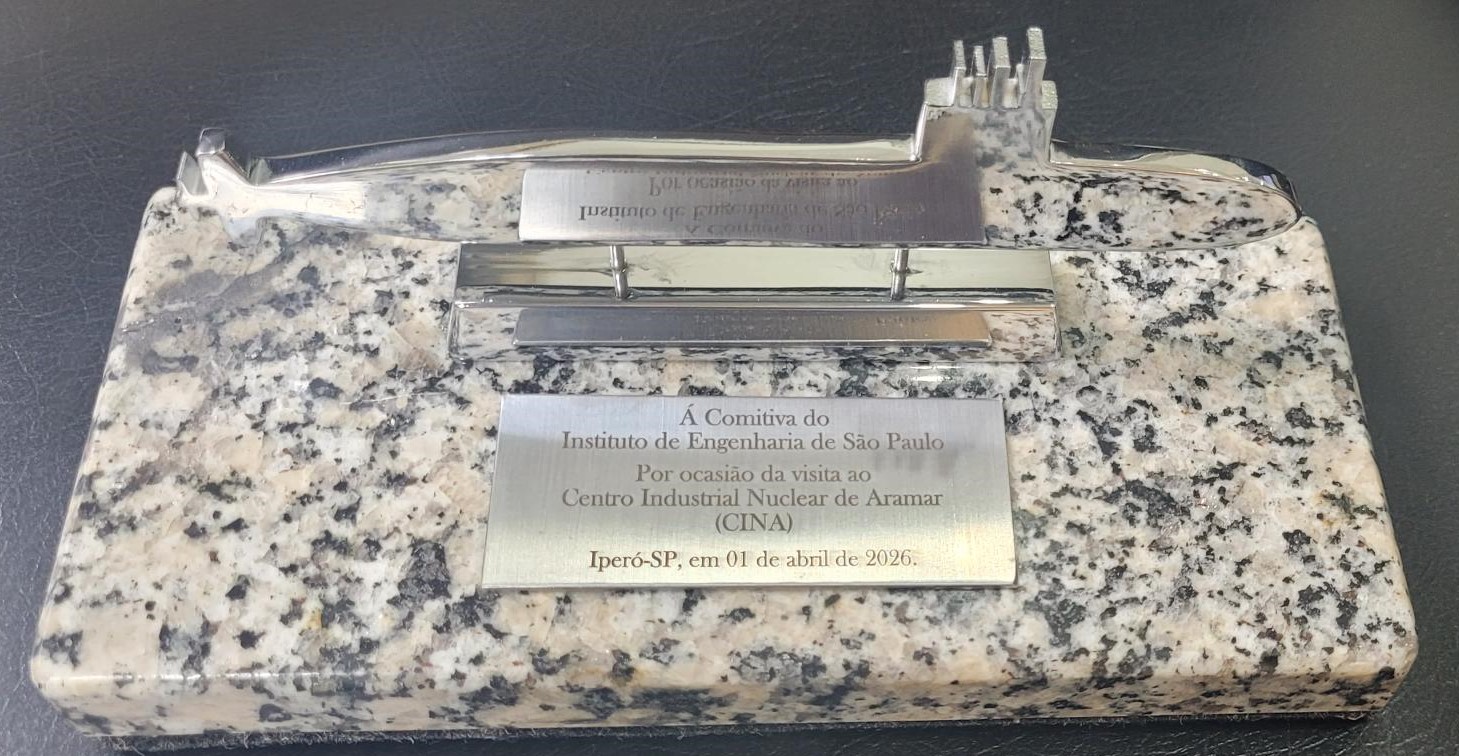 Á Comitiva do
Instituto de Engenharia de São Paulo
Por ocasião da visita ao
Centro Industrial Nuclear de Aramar
(CINA)
Iperó-SP, em 01 de abril de 2026.